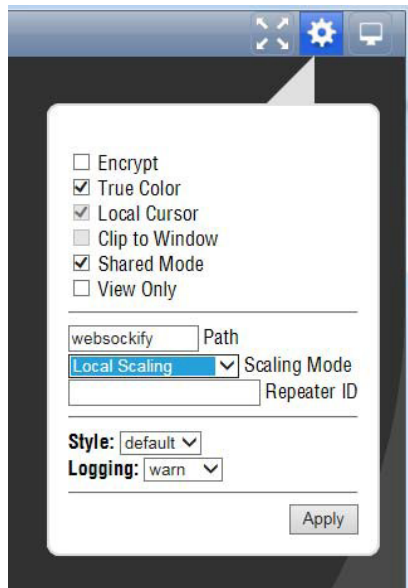 Encrypt
True Color
Local Cursor
Clip to Window
Shared Mode
View Only
websockify Path
Local Scaling Scaling Mode
Repeater ID
Style: default
Logging: warn
Apply